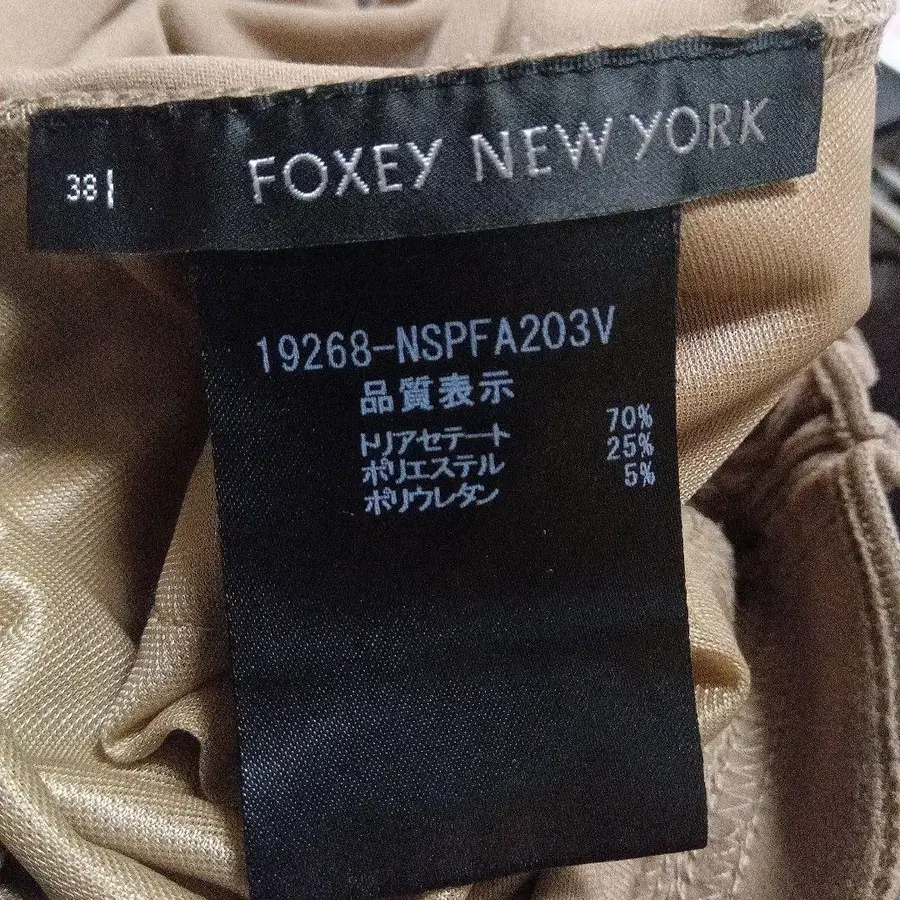 38
FOXEY NEW YORK
19268-NSPFA203V
品質表示
トリアセテート 70%
ポリエステル 25%
ポリウレタン 5%